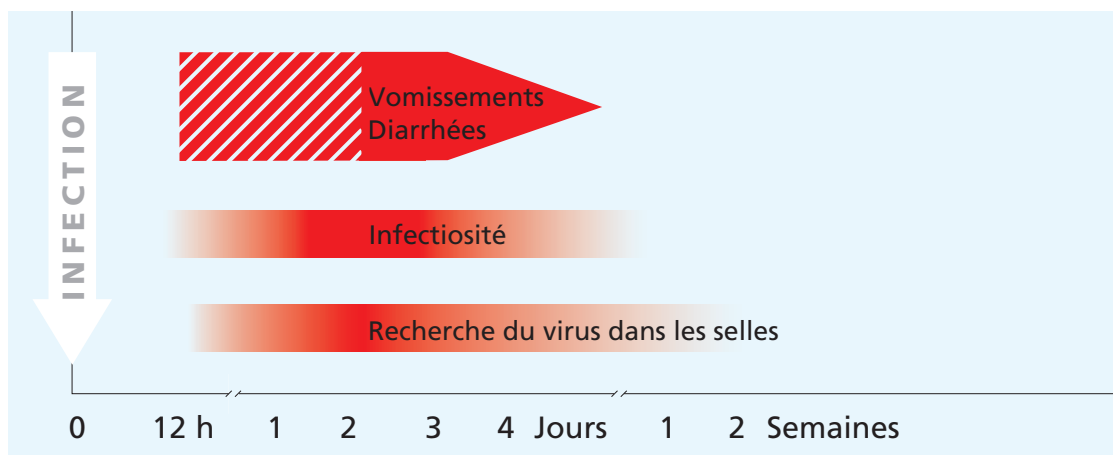 INFECTION
Vomissements
Diarrhées
Infectiosité
Recherche du virus dans les selles
0 12 h 1 2 3 4 Jours 1 2 Semaines